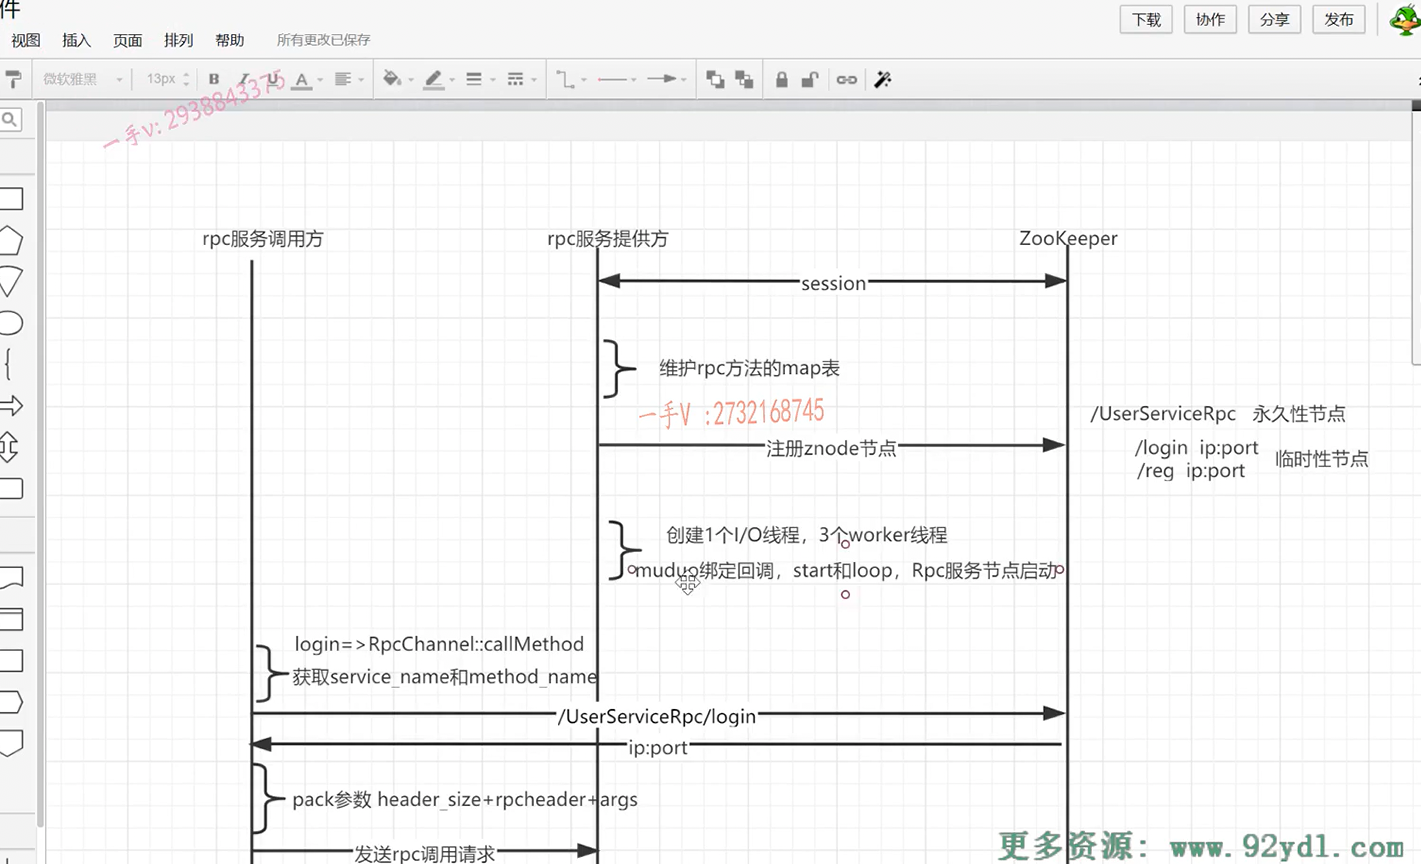 件
下载 协作 分享 发布
视图 插入 页面 排列 帮助 所有更改已保存
微软雅黑 13px B I U A
一手v: 2938843375
rpc服务调用方 rpc服务提供方 ZooKeeper
session
维护rpc方法的map表
一手V :2732168745
/UserServiceRpc 永久性节点
注册znode节点
/login ip:port
临时性节点
/reg ip:port
创建1个I/O线程，3个worker线程
muduo绑定回调，start和loop，Rpc服务节点启动
login=>RpcChannel::callMethod
获取service_name和method_name
/UserServiceRpc/login
ip:port
pack参数 header_size+rpcheader+args
发送rpc调用请求
更多资源: www.92ydl.com